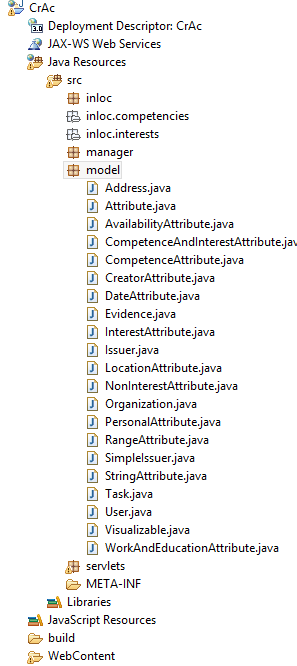 CrAc
3.0
Deployment Descriptor: CrAc
JAX-WS Web Services
Java Resources
src
inloc
inloc.competencies
inloc.interests
manager
model
Address.java
Attribute.java
AvailabilityAttribute.java
CompetenceAndInterestAttribute.jav
CompetenceAttribute.java
CreatorAttribute.java
DateAttribute.java
Evidence.java
InterestAttribute.java
Issuer.java
LocationAttribute.java
NonInterestAttribute.java
Organization.java
PersonalAttribute.java
RangeAttribute.java
SimpleIssuer.java
StringAttribute.java
Task.java
User.java
Visualizable.java
WorkAndEducationAttribute.java
servlets
META-INF
Libraries
JavaScript Resources
build
WebContent